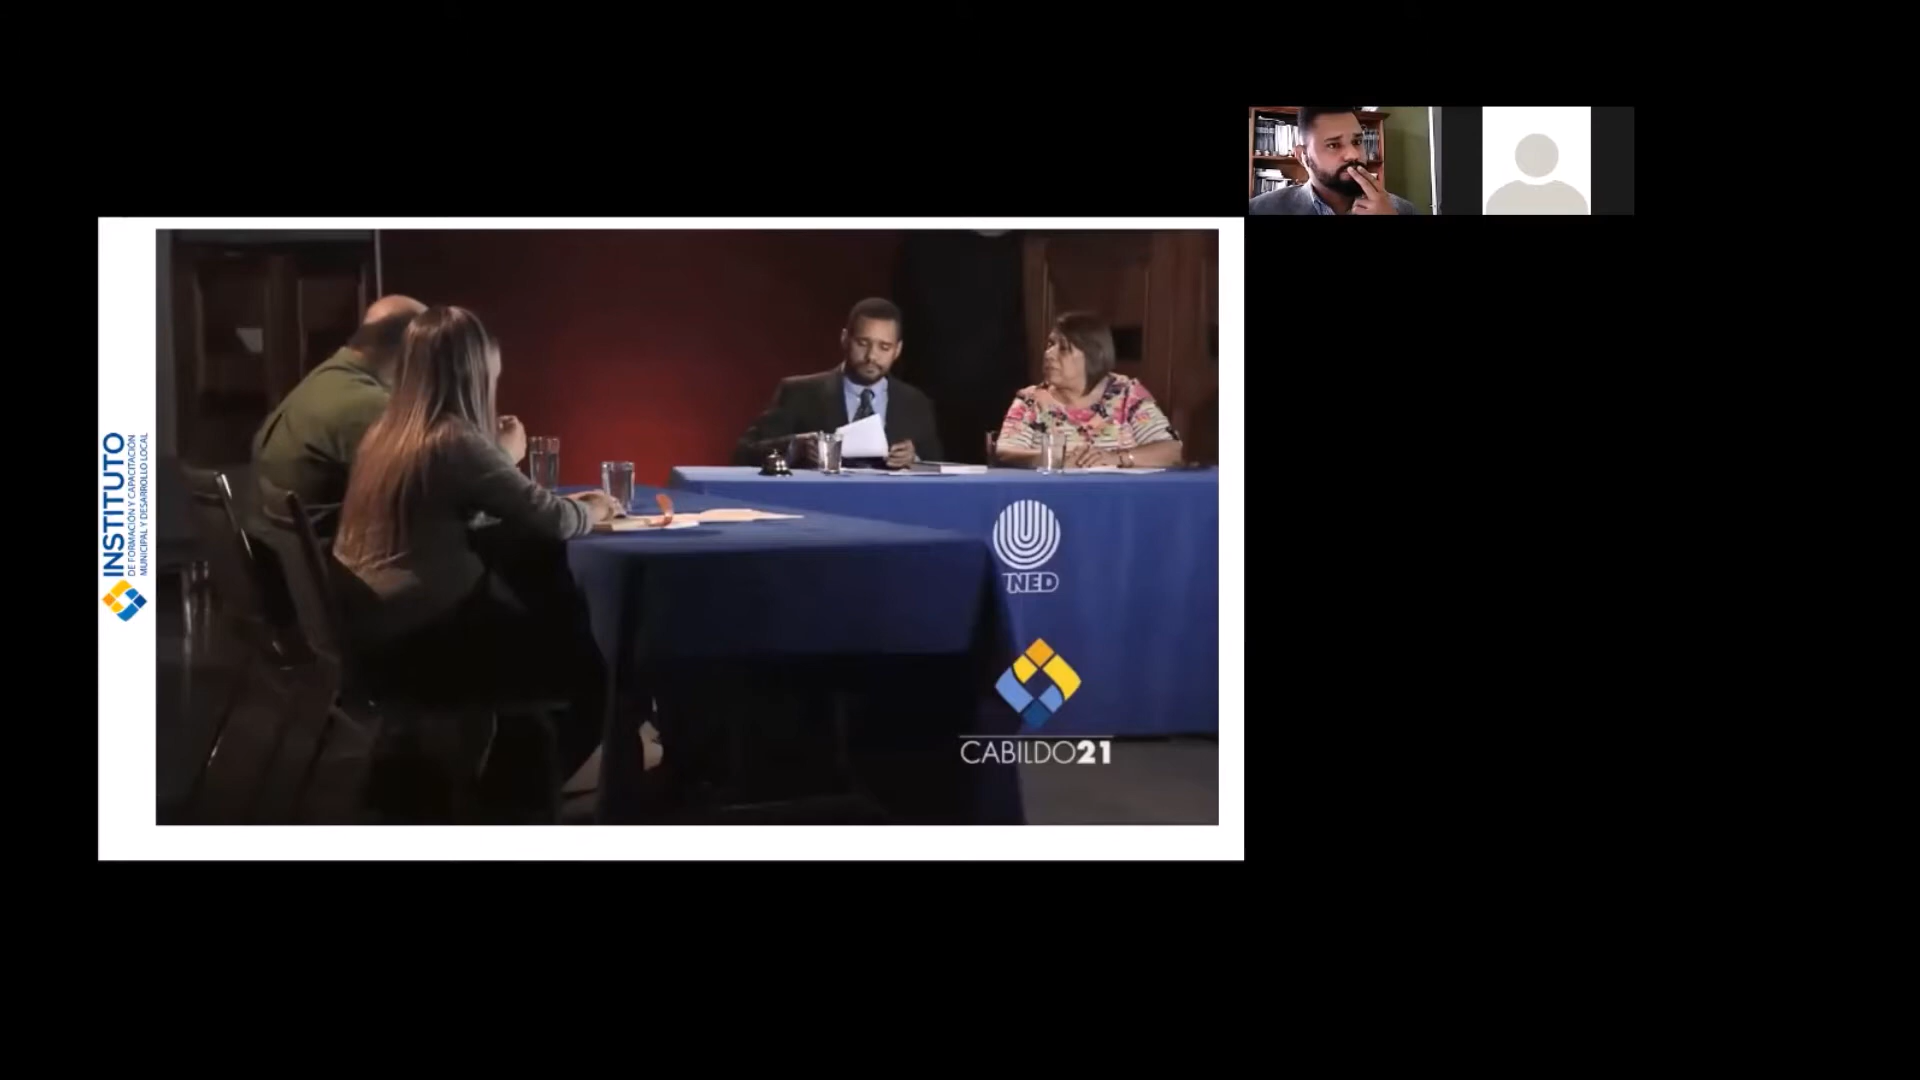 INSTITUTO
DE FORMACIÓN Y CAPACITACIÓN
MUNICIPAL Y DESARROLLO LOCAL
UNED
CABILDO21